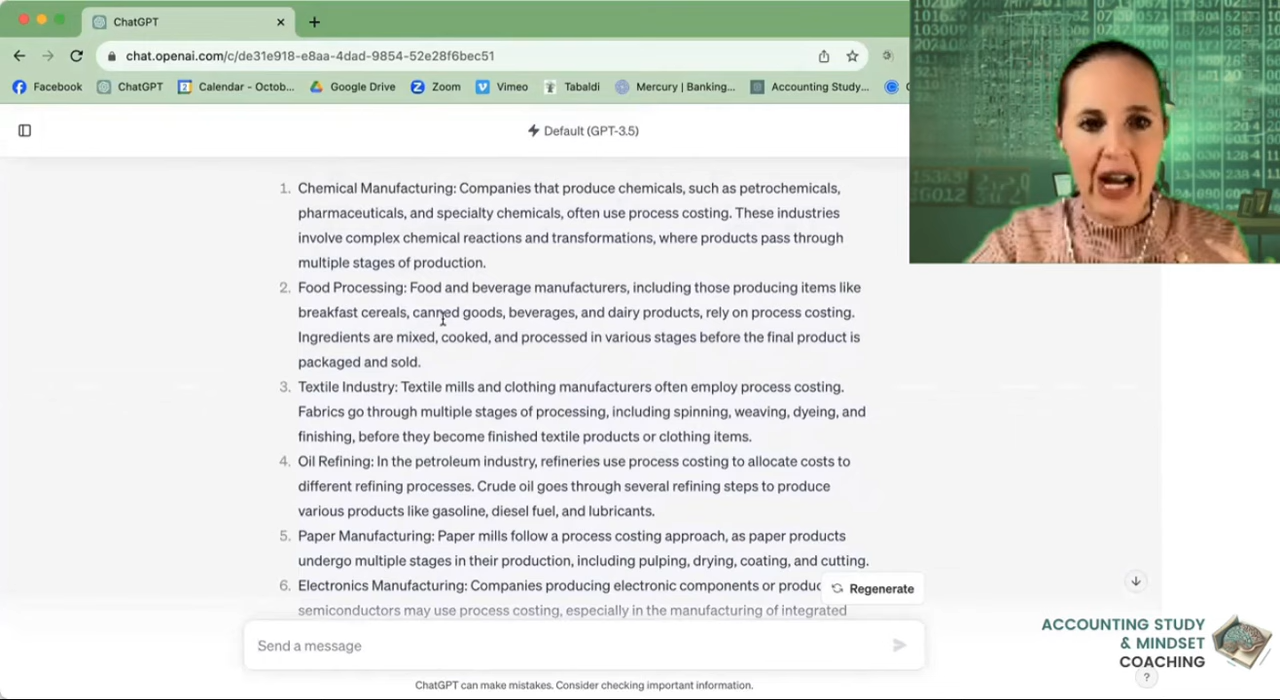 ChatGPT
chat.openai.com/c/de31e918-e8aa-4dad-9854-52e28f6bec51
Facebook ChatGPT Calendar - Octob... Google Drive Zoom Vimeo Tabaldi Mercury | Banking... Accounting Study...
Default (GPT-3.5)
1. Chemical Manufacturing: Companies that produce chemicals, such as petrochemicals,
pharmaceuticals, and specialty chemicals, often use process costing. These industries
involve complex chemical reactions and transformations, where products pass through
multiple stages of production.
2. Food Processing: Food and beverage manufacturers, including those producing items like
breakfast cereals, canned goods, beverages, and dairy products, rely on process costing.
Ingredients are mixed, cooked, and processed in various stages before the final product is
packaged and sold.
3. Textile Industry: Textile mills and clothing manufacturers often employ process costing.
Fabrics go through multiple stages of processing, including spinning, weaving, dyeing, and
finishing, before they become finished textile products or clothing items.
4. Oil Refining: In the petroleum industry, refineries use process costing to allocate costs to
different refining processes. Crude oil goes through several refining steps to produce
various products like gasoline, diesel fuel, and lubricants.
5. Paper Manufacturing: Paper mills follow a process costing approach, as paper products
undergo multiple stages in their production, including pulping, drying, coating, and cutting.
6. Electronics Manufacturing: Companies producing electronic components or produc
Regenerate
semiconductors may use process costing, especially in the manufacturing of integrated
Send a message
ChatGPT can make mistakes. Consider checking important information.
ACCOUNTING STUDY
& MINDSET
COACHING
?